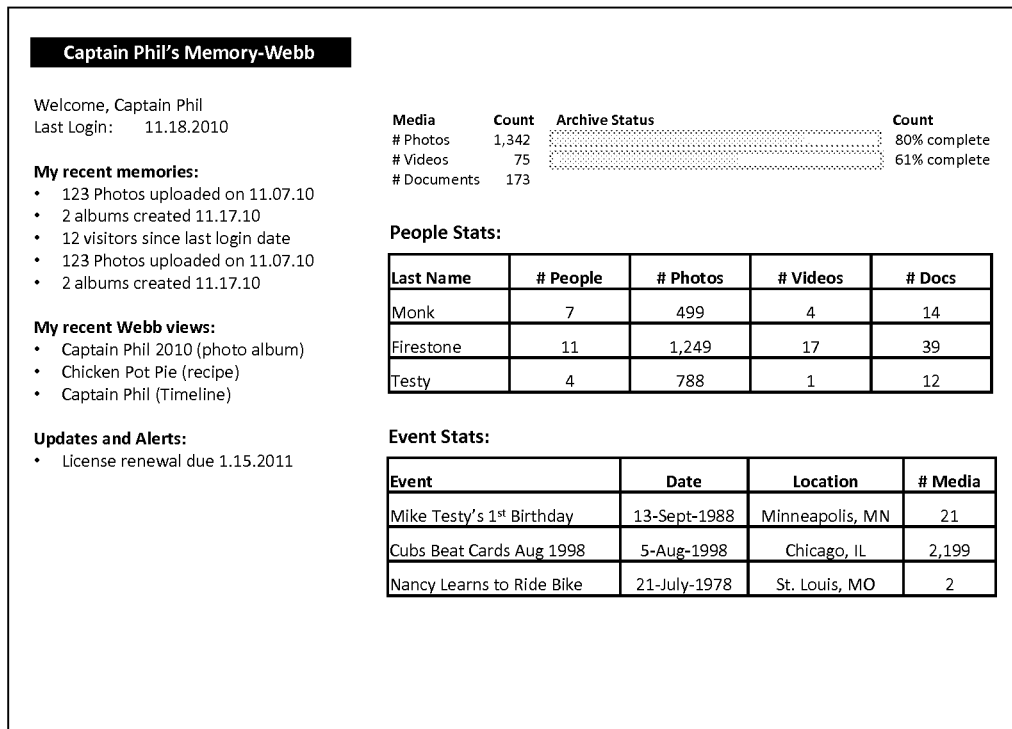 Captain Phil's Memory-Webb
Welcome, Captain Phil
Last Login: 11.18.2010
My recent memories:
• 123 Photos uploaded on 11.07.10
• 2 albums created 11.17.10
• 12 visitors since last login date
• 123 Photos uploaded on 11.07.10
• 2 albums created 11.17.10
My recent Webb views:
• Captain Phil 2010 (photo album)
• Chicken Pot Pie (recipe)
• Captain Phil (Timeline)
Updates and Alerts:
• License renewal due 1.15.2011
Media Count Archive Status Count
# Photos 1,342 80% complete
# Videos 75 61% complete
# Documents 173
People Stats:
Last Name # People # Photos # Videos # Docs
Monk 7 499 4 14
Firestone 11 1,249 17 39
Testy 4 788 1 12
Event Stats:
Event Date Location # Media
Mike Testy's 1st Birthday 13-Sept-1988 Minneapolis, MN 21
Cubs Beat Cards Aug 1998 5-Aug-1998 Chicago, IL 2,199
Nancy Learns to Ride Bike 21-July-1978 St. Louis, MO 2